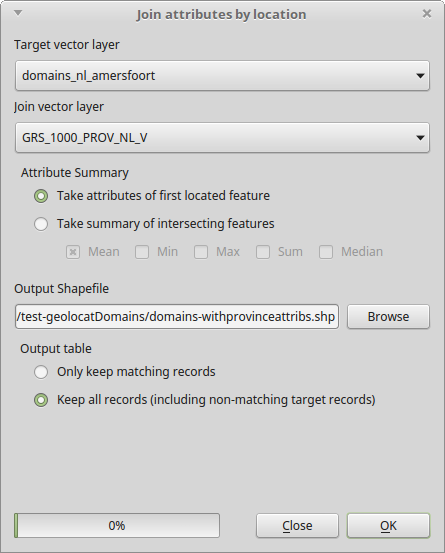 Join attributes by location
Target vector layer
domains_nl_amersfoort
Join vector layer
GRS_1000_PROV_NL_V
Attribute Summary
Take attributes of first located feature
Take summary of intersecting features
Mean Min Max Sum Median
Output Shapefile
/test-geolocatDomains/domains-withprovinceattribs.shp Browse
Output table
Only keep matching records
Keep all records (including non-matching target records)
0% Close OK